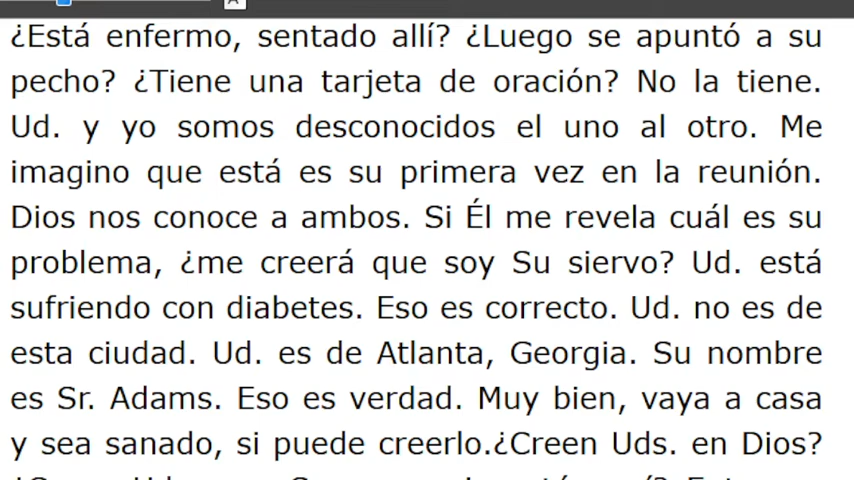 ¿Está enfermo, sentado allí? ¿Luego se apuntó a su
pecho? ¿Tiene una tarjeta de oración? No la tiene.
Ud. y yo somos desconocidos el uno al otro. Me
imagino que está es su primera vez en la reunión.
Dios nos conoce a ambos. Si Él me revela cuál es su
problema, ¿me creerá que soy Su siervo? Ud. está
sufriendo con diabetes. Eso es correcto. Ud. no es de
esta ciudad. Ud. es de Atlanta, Georgia. Su nombre
es Sr. Adams. Eso es verdad. Muy bien, vaya a casa
y sea sanado, si puede creerlo.¿Creen Uds. en Dios?